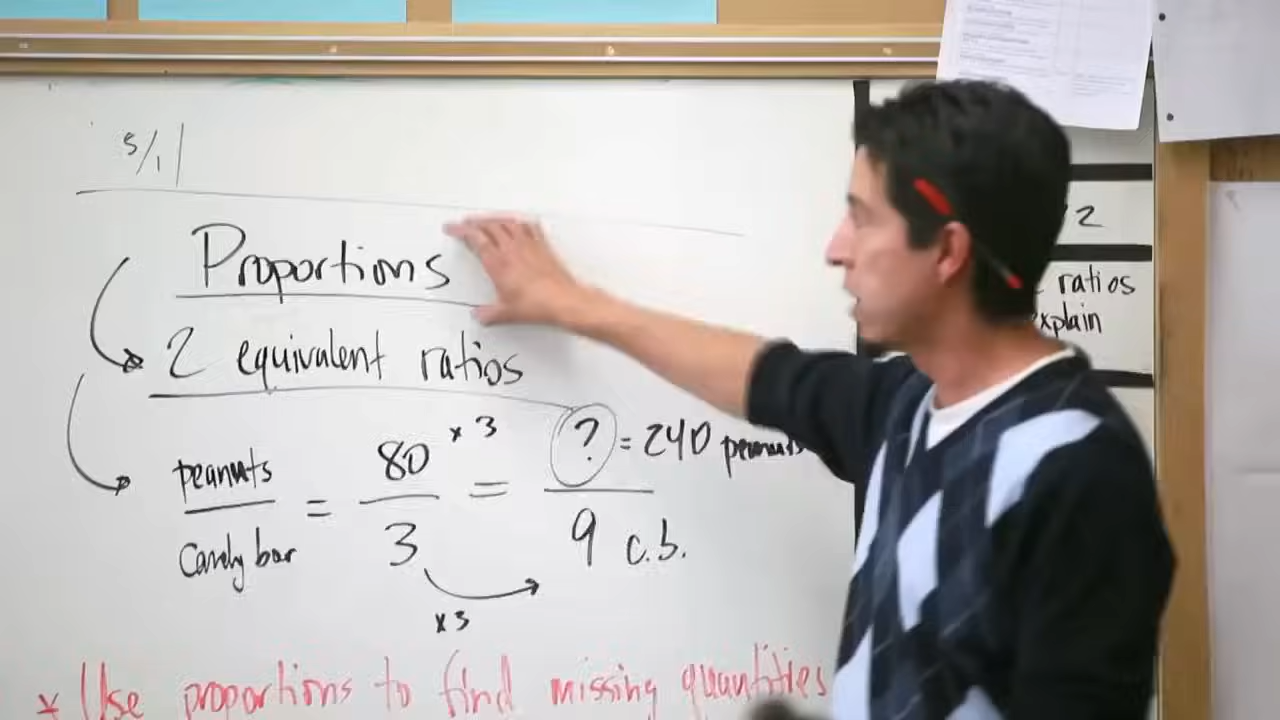 5/1
Proportions
2 equivalent ratios
peanuts / candy bar = 80 × 3 / 3 = ? / 9 c.b. = 240 peanuts
×3
* Use proportions to find missing quantities
2
ratios
explain